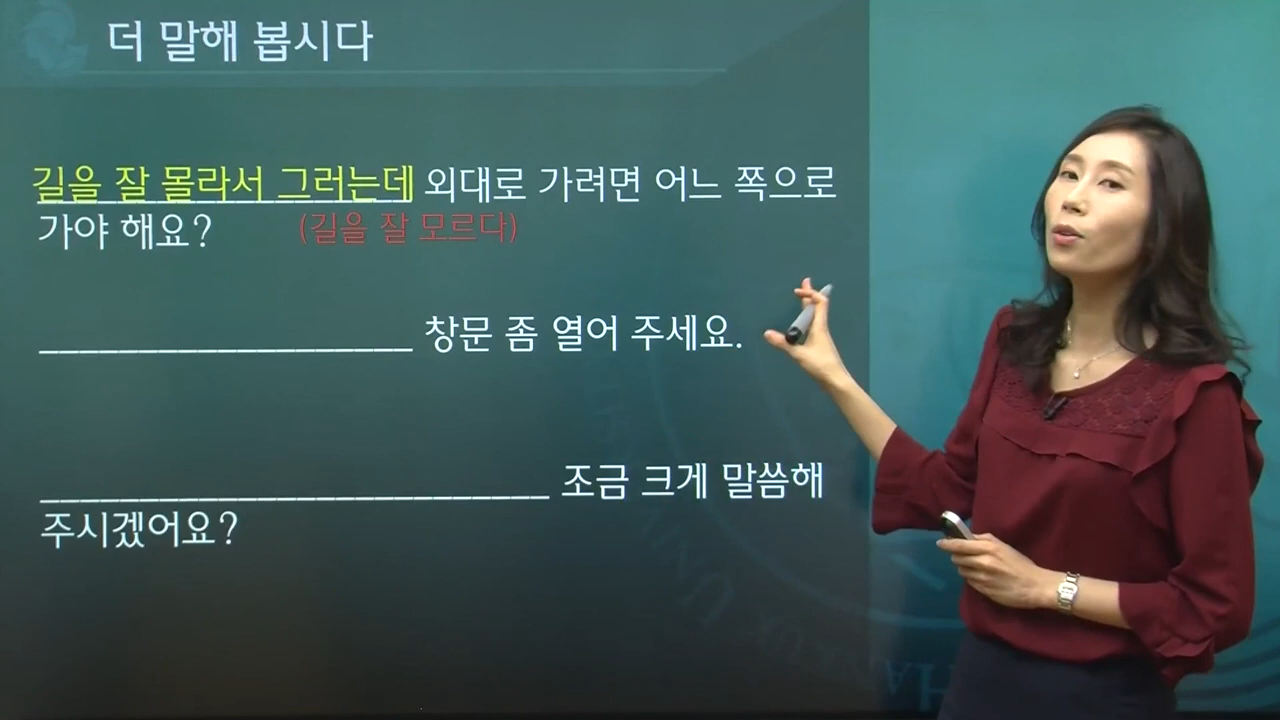 더 말해 봅시다
길을 잘 몰라서 그러는데 외대로 가려면 어느 쪽으로
가야 해요? (길을 잘 모르다)
____________________ 창문 좀 열어 주세요.
___________________________ 조금 크게 말씀해
주시겠어요?